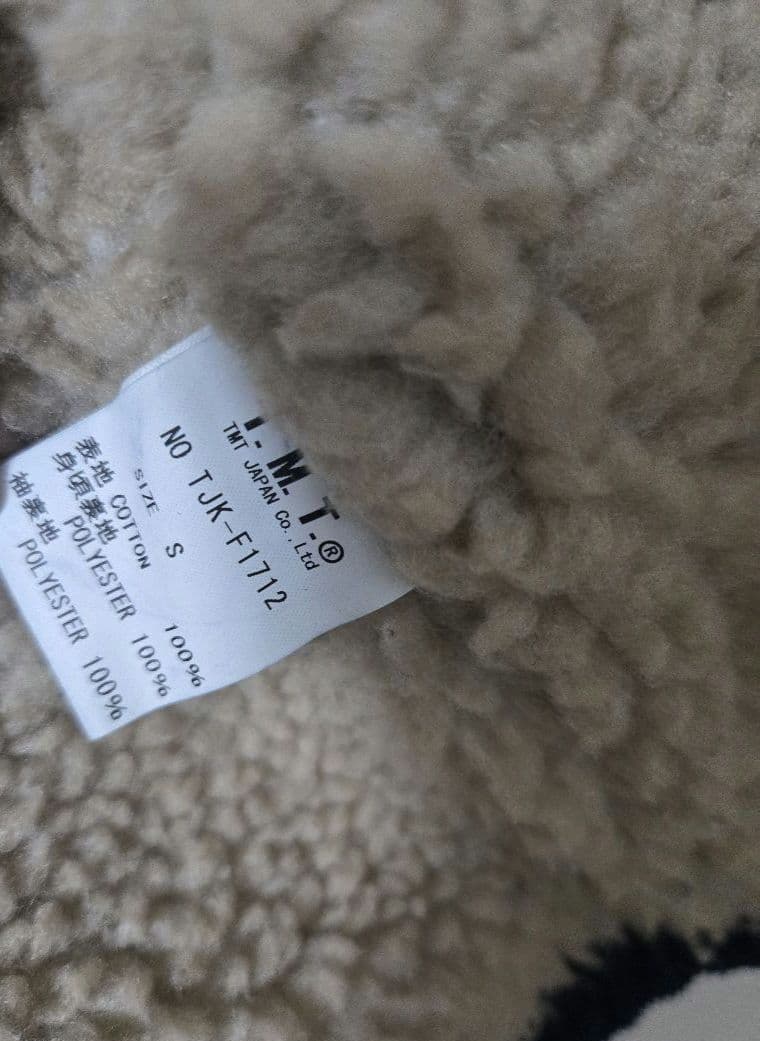 T.M.T.®
TMT JAPAN Co.,Ltd
NO TJK-F1712
SIZE S
表地 COTTON 100%
身頃裏地 POLYESTER 100%
袖裏地 POLYESTER 100%